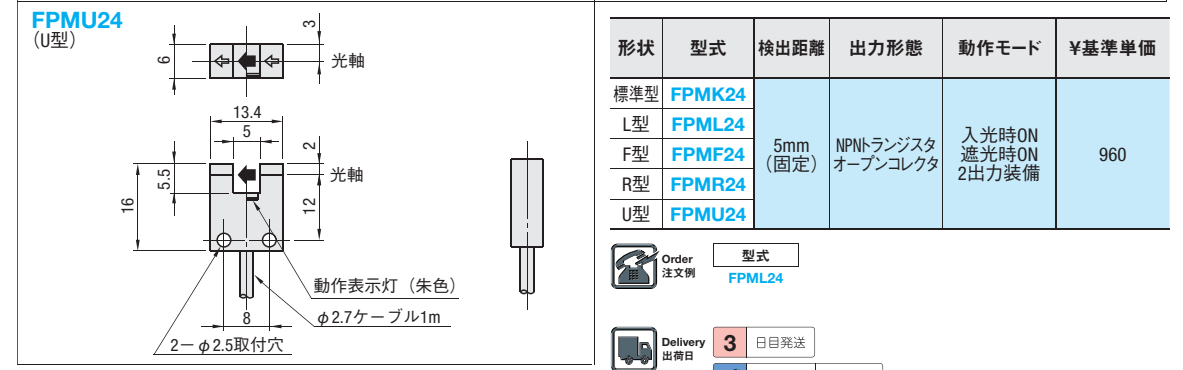 FPMU24
(U型)
3
6
光軸
13.4
5
2
5.5
光軸
16
12
動作表示灯（朱色）
8
φ2.7ケーブル1m
2－φ2.5取付穴
形状 型式 検出距離 出力形態 動作モード ¥基準単価
標準型 FPMK24
L型 FPML24
F型 FPMF24
R型 FPMR24
U型 FPMU24
5mm
（固定）
NPNトランジスタ
オープンコレクタ
入光時ON
遮光時ON
2出力装備
960
Order
注文例
型式
FPML24
Delivery
出荷日
3 日目発送